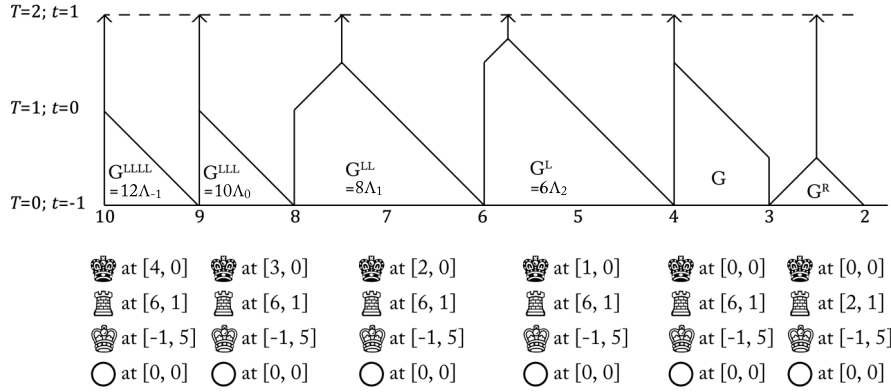 T=2; t=1
T=1; t=0
G^LLLL =12Λ_-1
G^LLL =10Λ_0
G^LL =8Λ_1
G^L =6Λ_2
G
G^R
T=0; t=-1
10 9 8 7 6 5 4 3 2
at [4, 0] at [3, 0] at [2, 0] at [1, 0] at [0, 0] at [0, 0]
at [6, 1] at [6, 1] at [6, 1] at [6, 1] at [6, 1] at [2, 1]
at [-1, 5] at [-1, 5] at [-1, 5] at [-1, 5] at [-1, 5] at [-1, 5]
at [0, 0] at [0, 0] at [0, 0] at [0, 0] at [0, 0] at [0, 0]